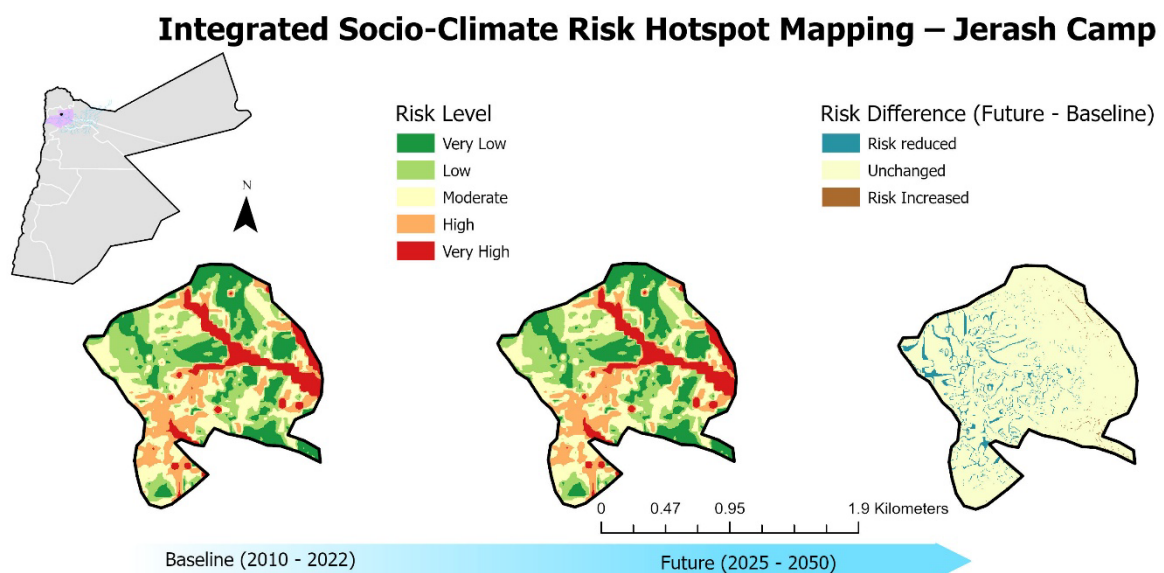 Integrated Socio-Climate Risk Hotspot Mapping – Jerash Camp
Risk Level
Very Low
Low
Moderate
High
Very High
Risk Difference (Future - Baseline)
Risk reduced
Unchanged
Risk Increased
N
0 0.47 0.95 1.9 Kilometers
Baseline (2010 - 2022) Future (2025 - 2050)